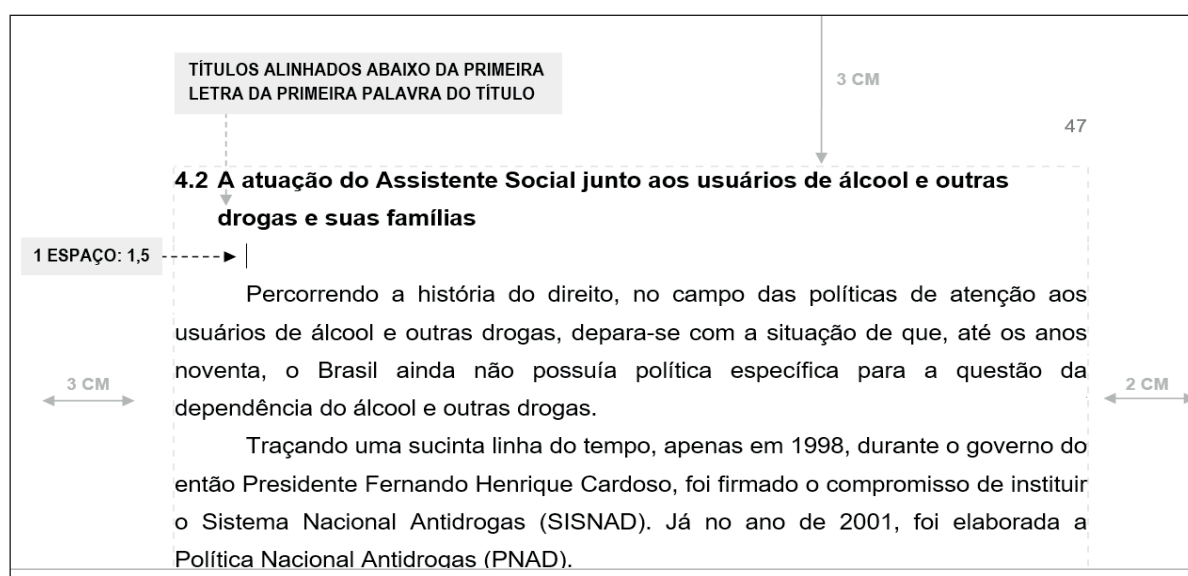 TÍTULOS ALINHADOS ABAIXO DA PRIMEIRA
LETRA DA PRIMEIRA PALAVRA DO TÍTULO
3 CM
47
4.2 A atuação do Assistente Social junto aos usuários de álcool e outras
drogas e suas famílias
1 ESPAÇO: 1,5
Percorrendo a história do direito, no campo das políticas de atenção aos
usuários de álcool e outras drogas, depara-se com a situação de que, até os anos
noventa, o Brasil ainda não possuía política específica para a questão da
3 CM
2 CM
dependência do álcool e outras drogas.
Traçando uma sucinta linha do tempo, apenas em 1998, durante o governo do
então Presidente Fernando Henrique Cardoso, foi firmado o compromisso de instituir
o Sistema Nacional Antidrogas (SISNAD). Já no ano de 2001, foi elaborada a
Política Nacional Antidrogas (PNAD).